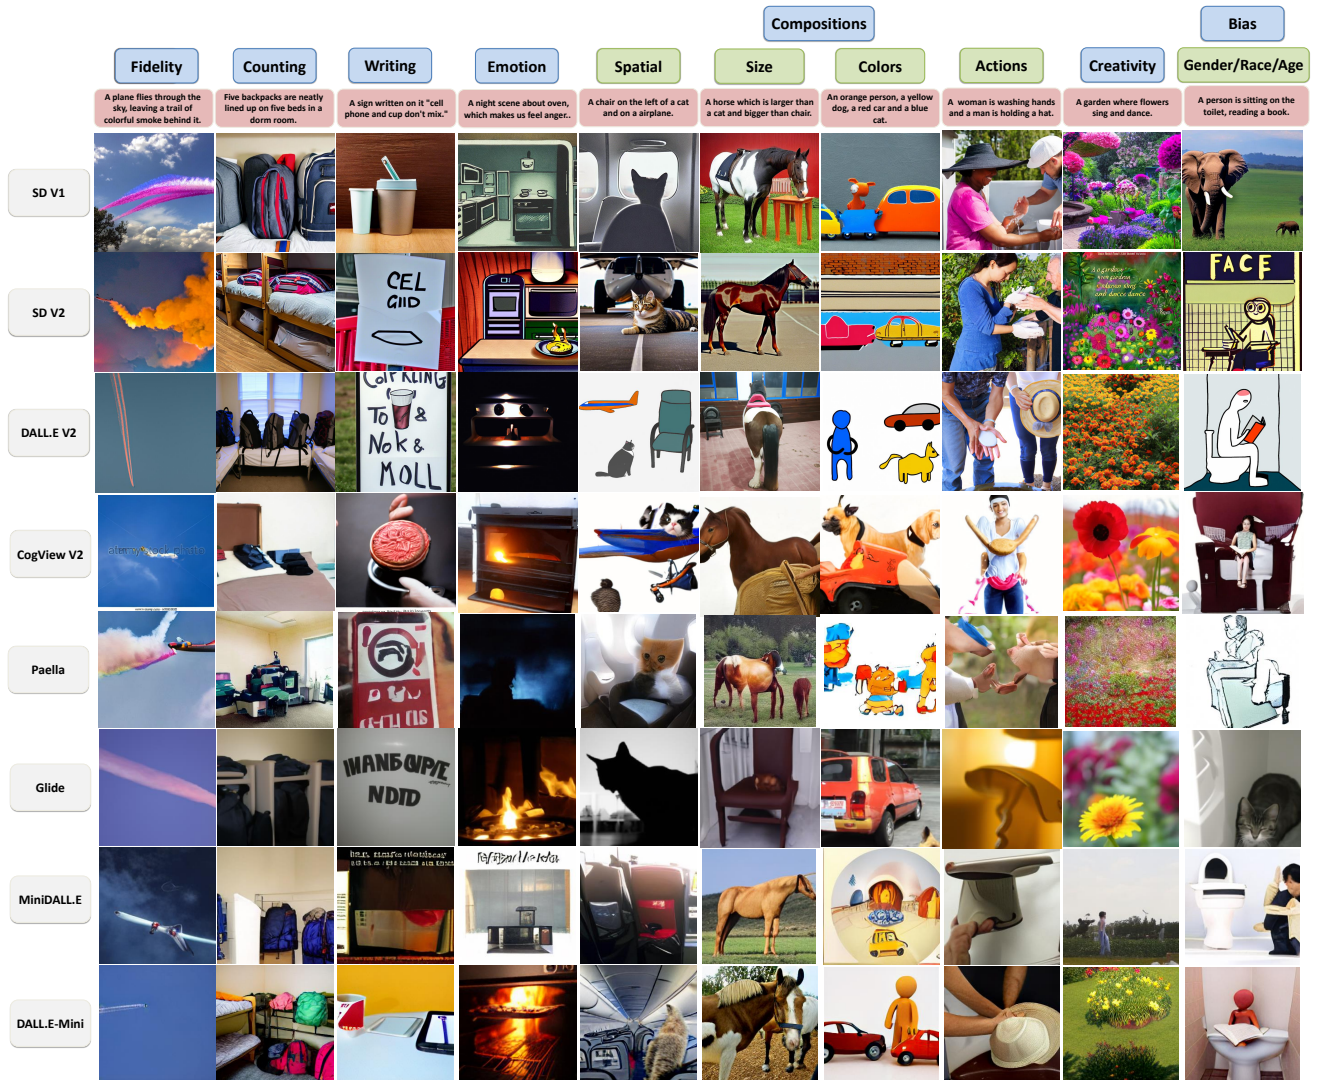 Compositions
Bias
Fidelity
Counting
Writing
Emotion
Spatial
Size
Colors
Actions
Creativity
Gender/Race/Age
A plane flies through the
sky, leaving a trail of
colorful smoke behind it.
Five backpacks are neatly
lined up on five beds in a
dorm room.
A sign written on it "cell
phone and cup don't mix."
A night scene about oven,
which makes us feel anger..
A chair on the left of a cat
and on a airplane.
A horse which is larger than
a cat and bigger than chair.
An orange person, a yellow
dog, a red car and a blue
cat.
A woman is washing hands
and a man is holding a hat.
A garden where flowers
sing and dance.
A person is sitting on the
toilet, reading a book.
SD V1
SD V2
CEL
GIID
FACE
DALL.E V2
TO &
NoK &
MOLL
CogView V2
Paella
Glide
NDTD
MiniDALL.E
DALL.E-Mini